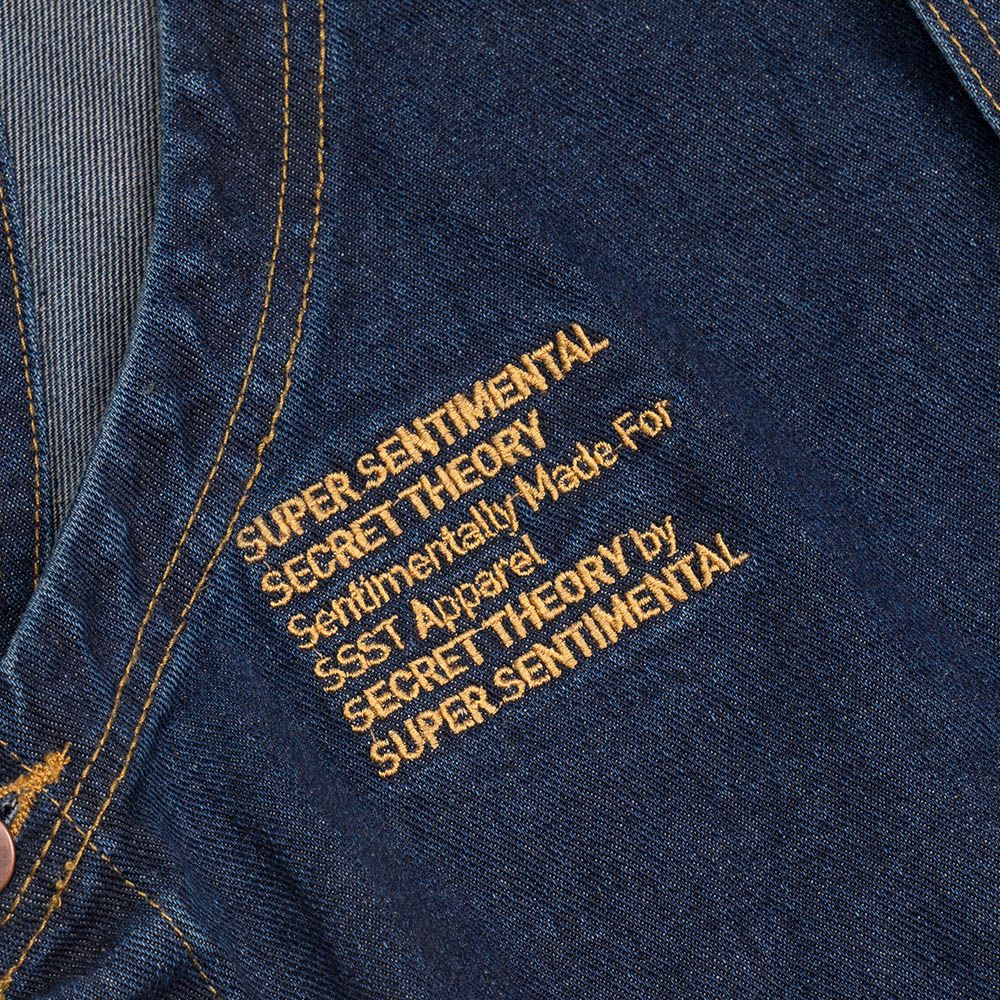 SUPER SENTIMENTAL
SECRET THEORY
Sentimentally Made For
SSST Apparel
SECRET THEORY by
SUPER SENTIMENTAL